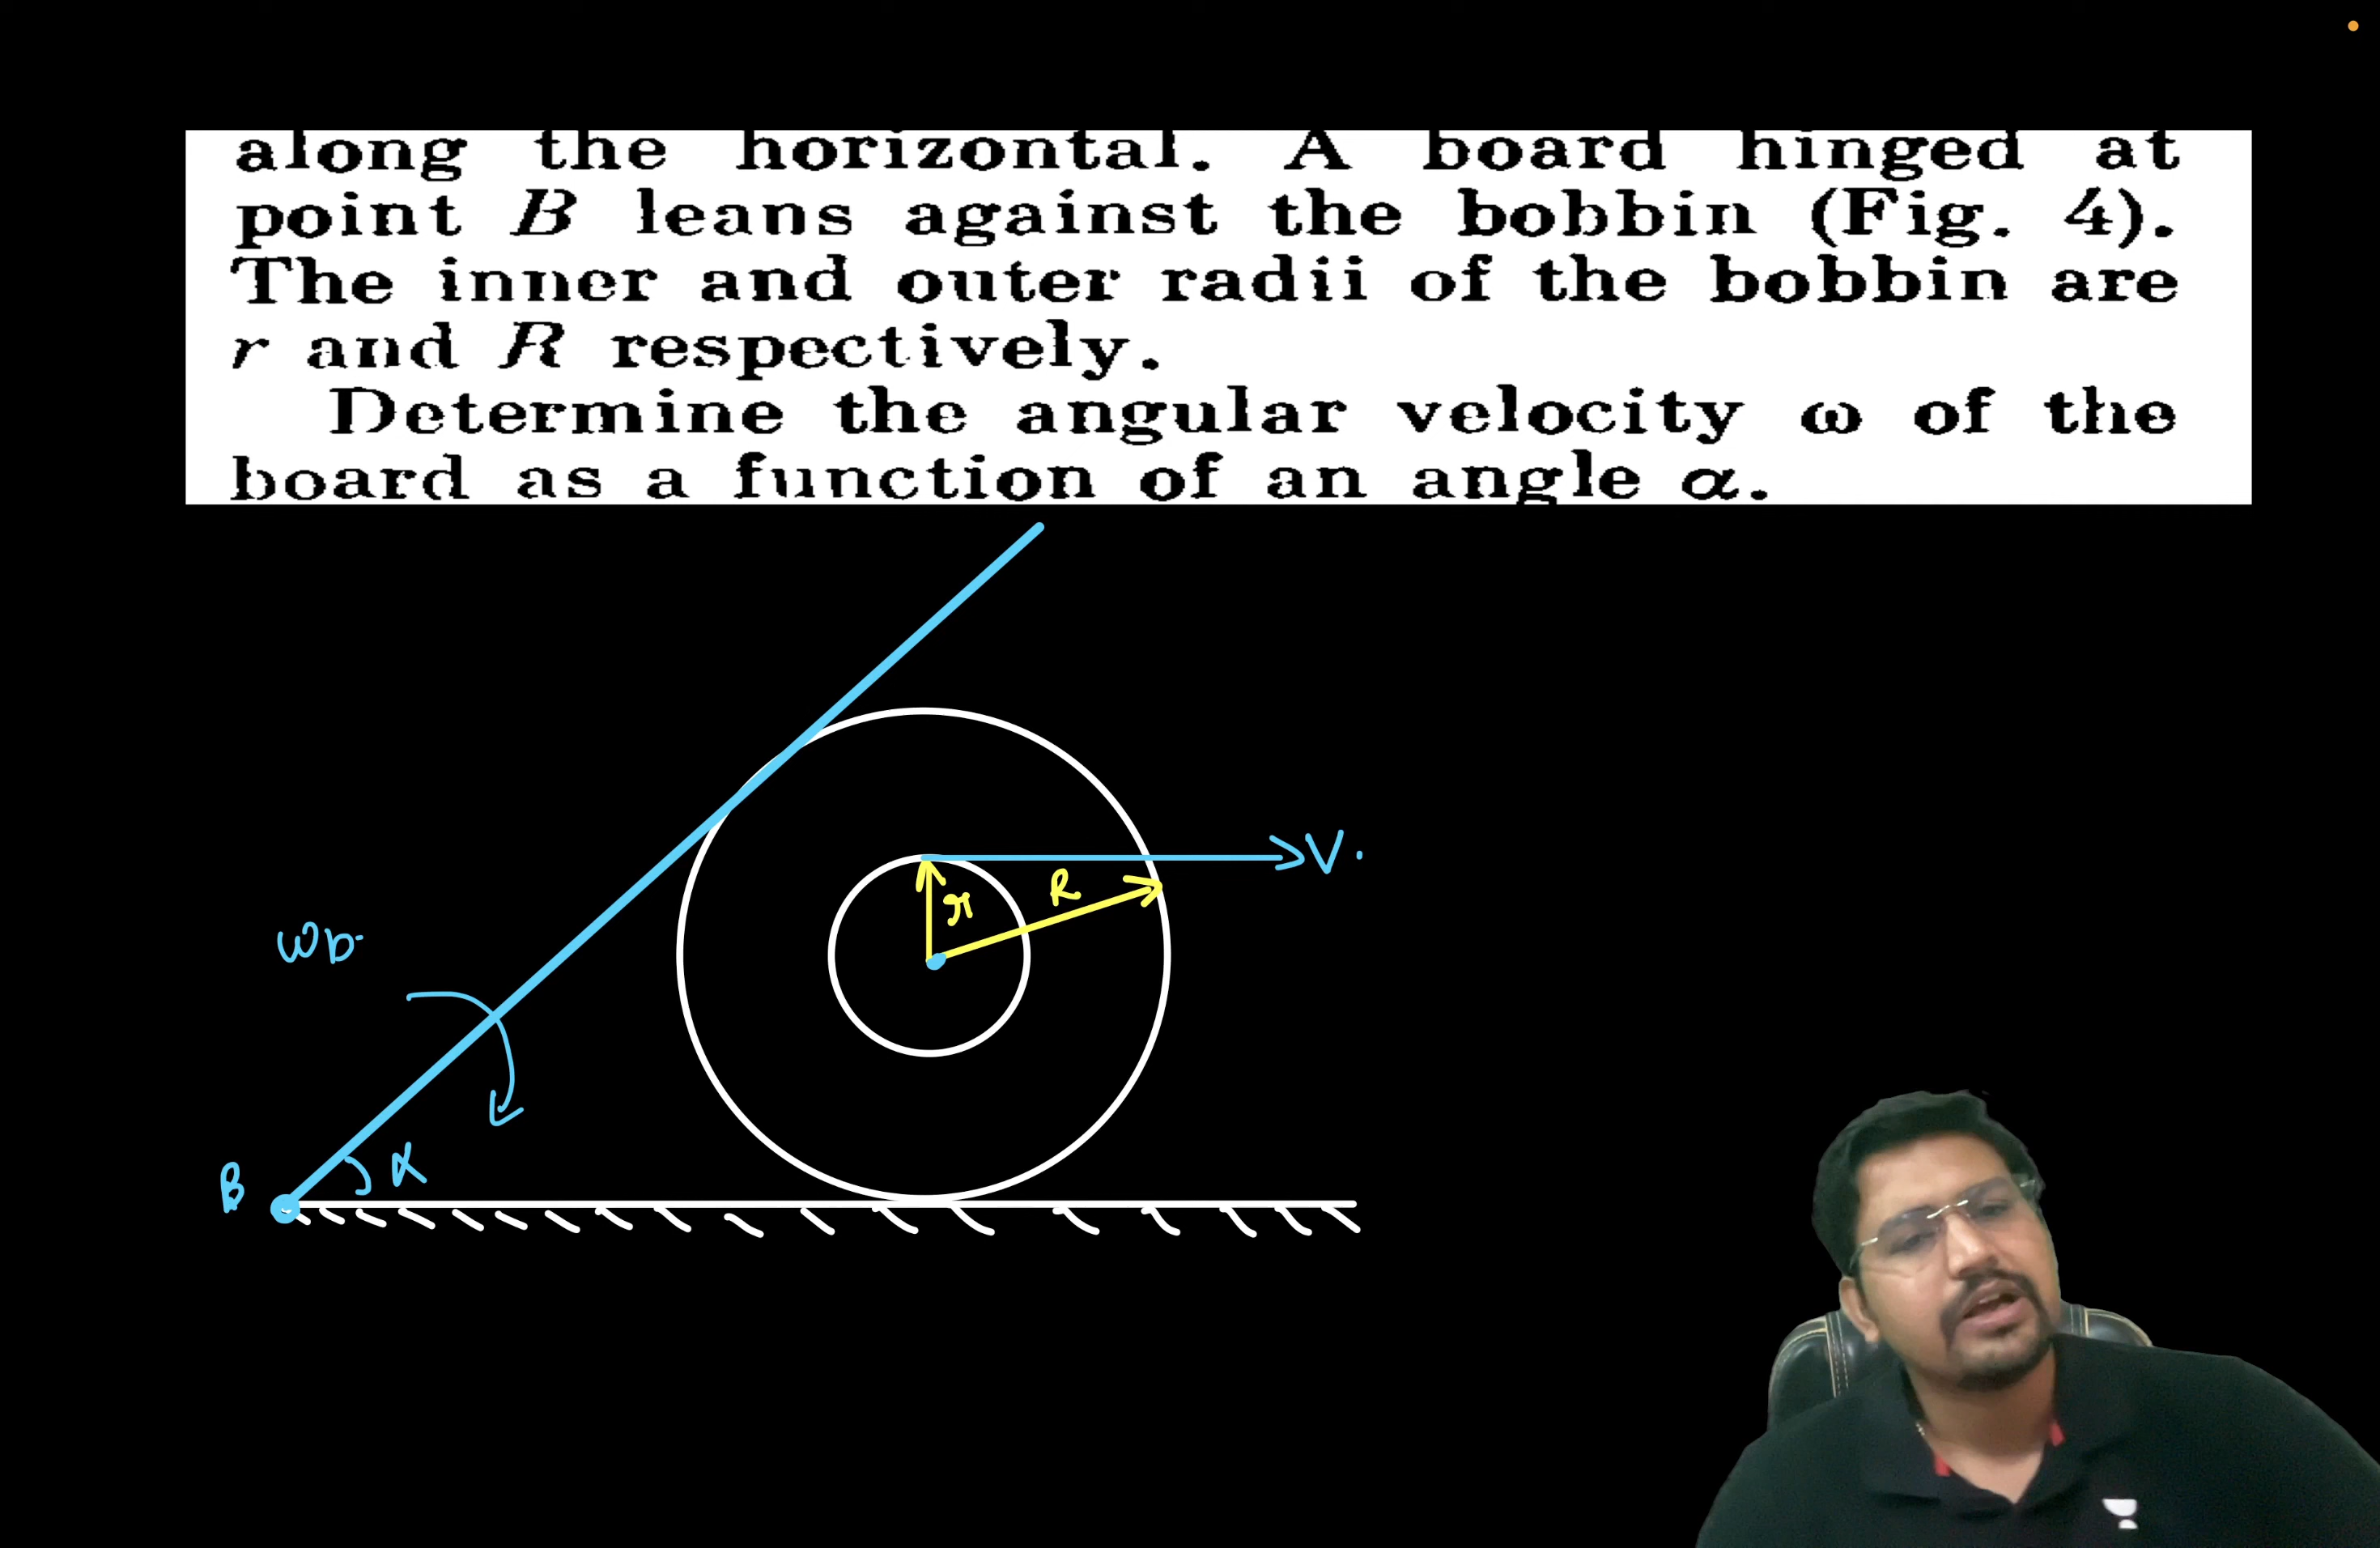 along the horizontal. A board hinged at
point B leans against the bobbin (Fig. 4).
The inner and outer radii of the bobbin are
r and R respectively.
Determine the angular velocity ω of the
board as a function of an angle α.
V.
R
r
ωb
α
B